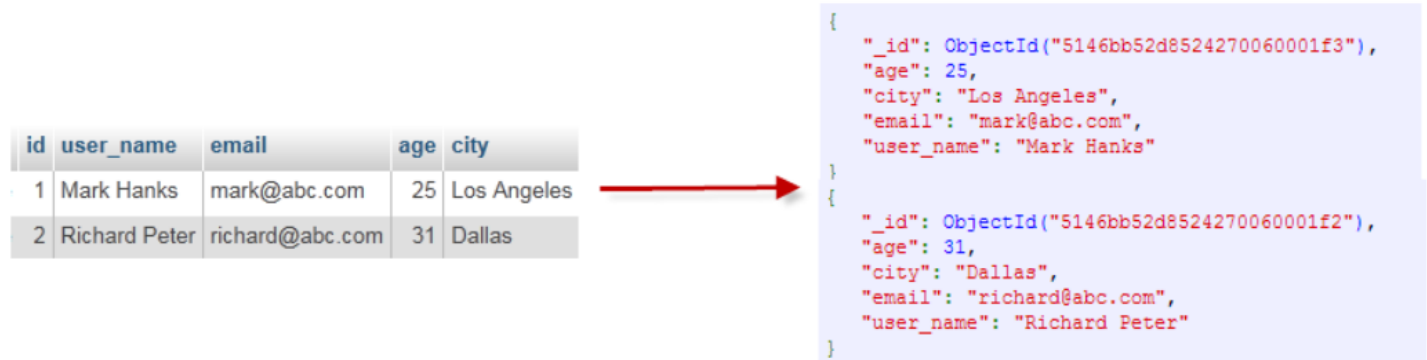 id user_name email age city
1 Mark Hanks mark@abc.com 25 Los Angeles
2 Richard Peter richard@abc.com 31 Dallas
{
"_id": ObjectId("5146bb52d8524270060001f3"),
"age": 25,
"city": "Los Angeles",
"email": "mark@abc.com",
"user_name": "Mark Hanks"
}
{
"_id": ObjectId("5146bb52d8524270060001f2"),
"age": 31,
"city": "Dallas",
"email": "richard@abc.com",
"user_name": "Richard Peter"
}